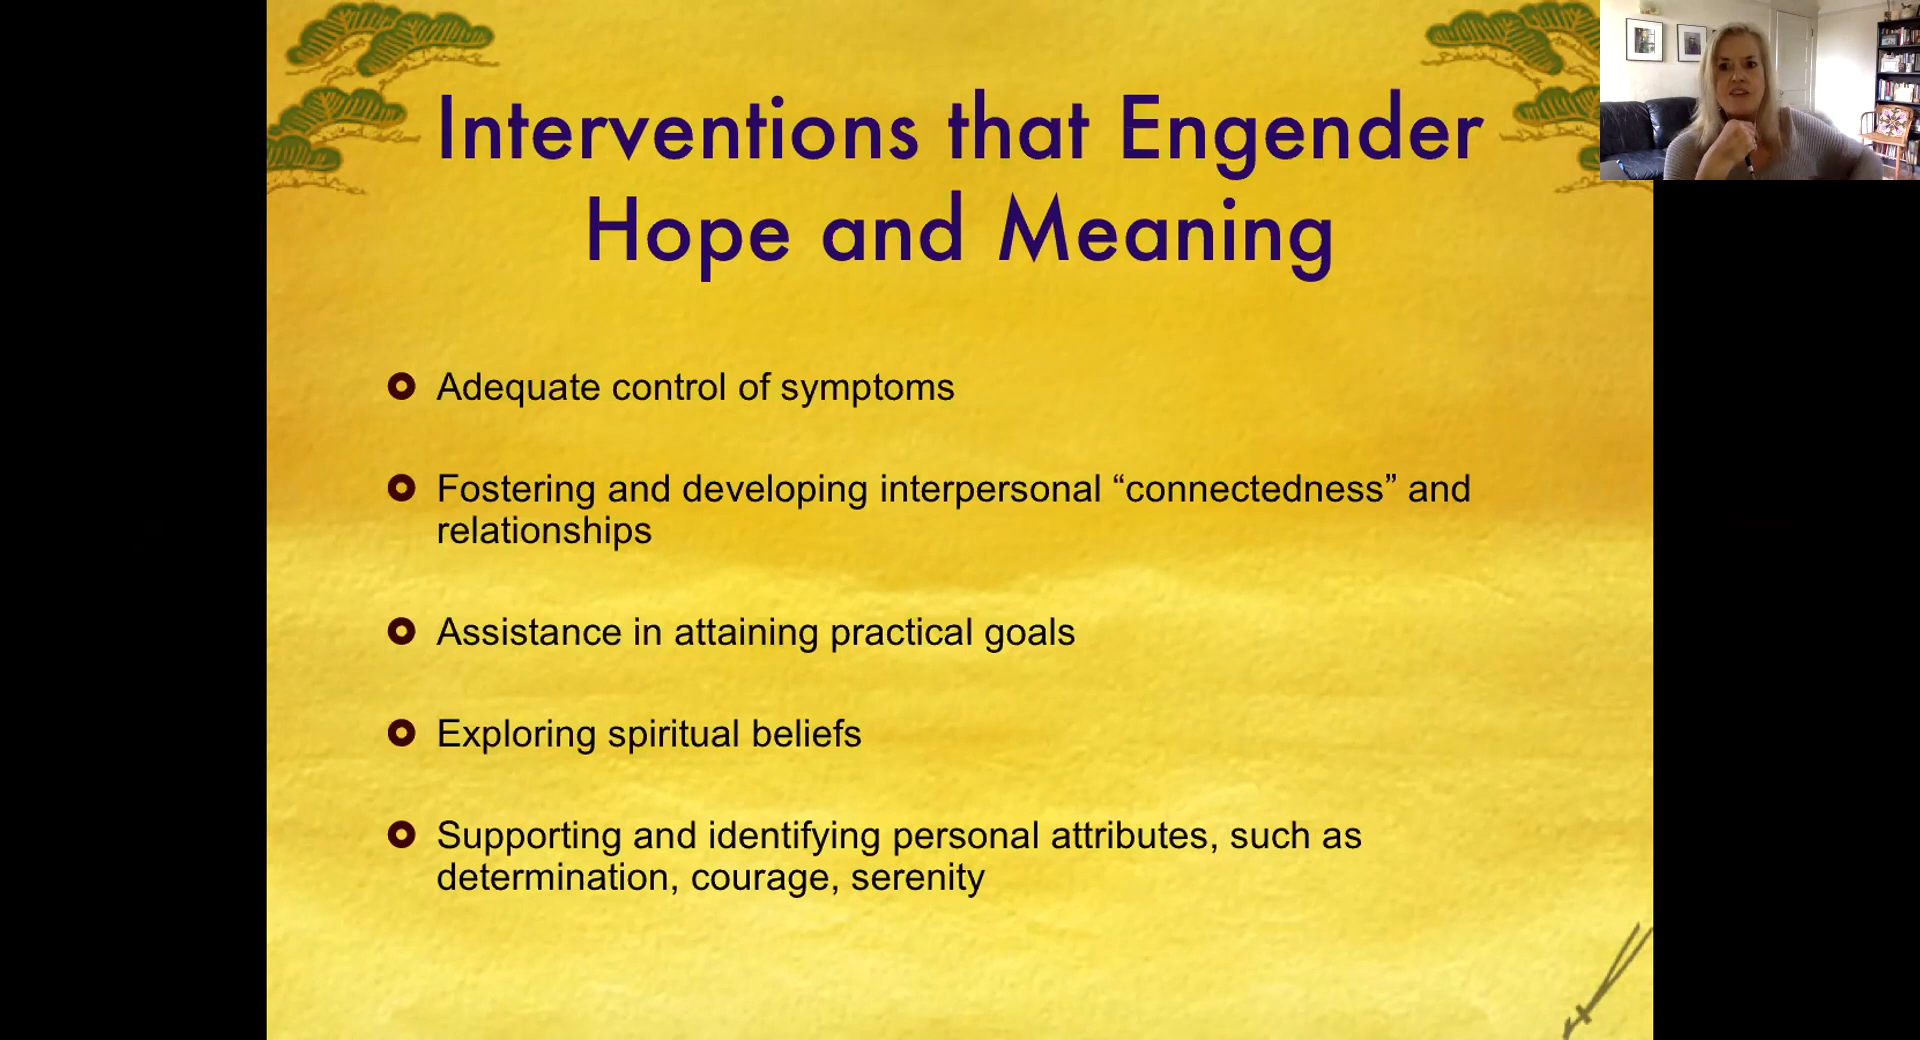 Interventions that Engender
Hope and Meaning
Adequate control of symptoms
Fostering and developing interpersonal “connectedness” and
relationships
Assistance in attaining practical goals
Exploring spiritual beliefs
Supporting and identifying personal attributes, such as
determination, courage, serenity